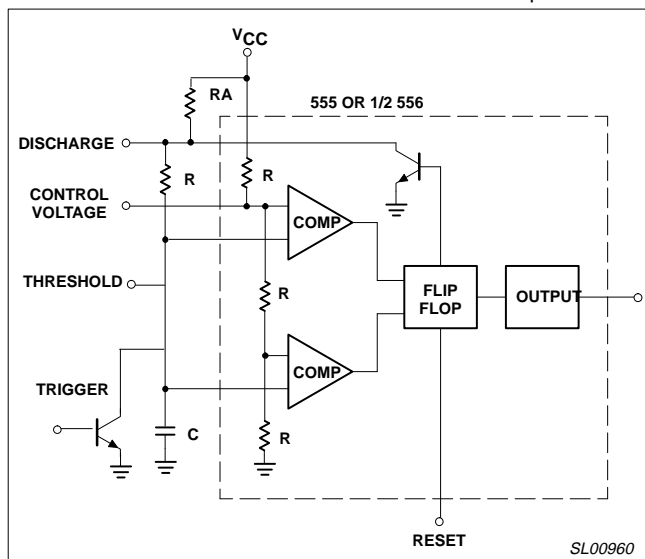 VCC
RA
555 OR 1/2 556
DISCHARGE
R
R
CONTROL
VOLTAGE
COMP
THRESHOLD
R
FLIP
FLOP
OUTPUT
COMP
TRIGGER
C
R
RESET
SL00960